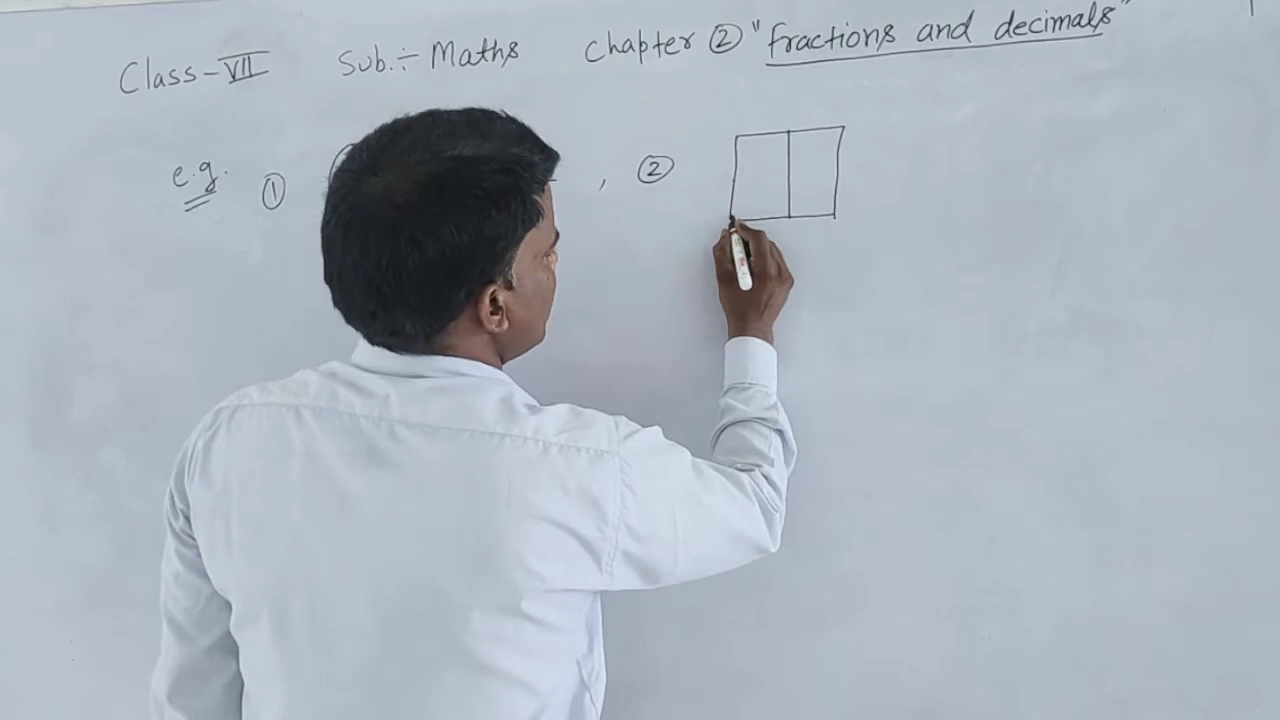 Class-VII Sub.:- Maths Chapter ② "fractions and decimals"
e.g. ① , ②